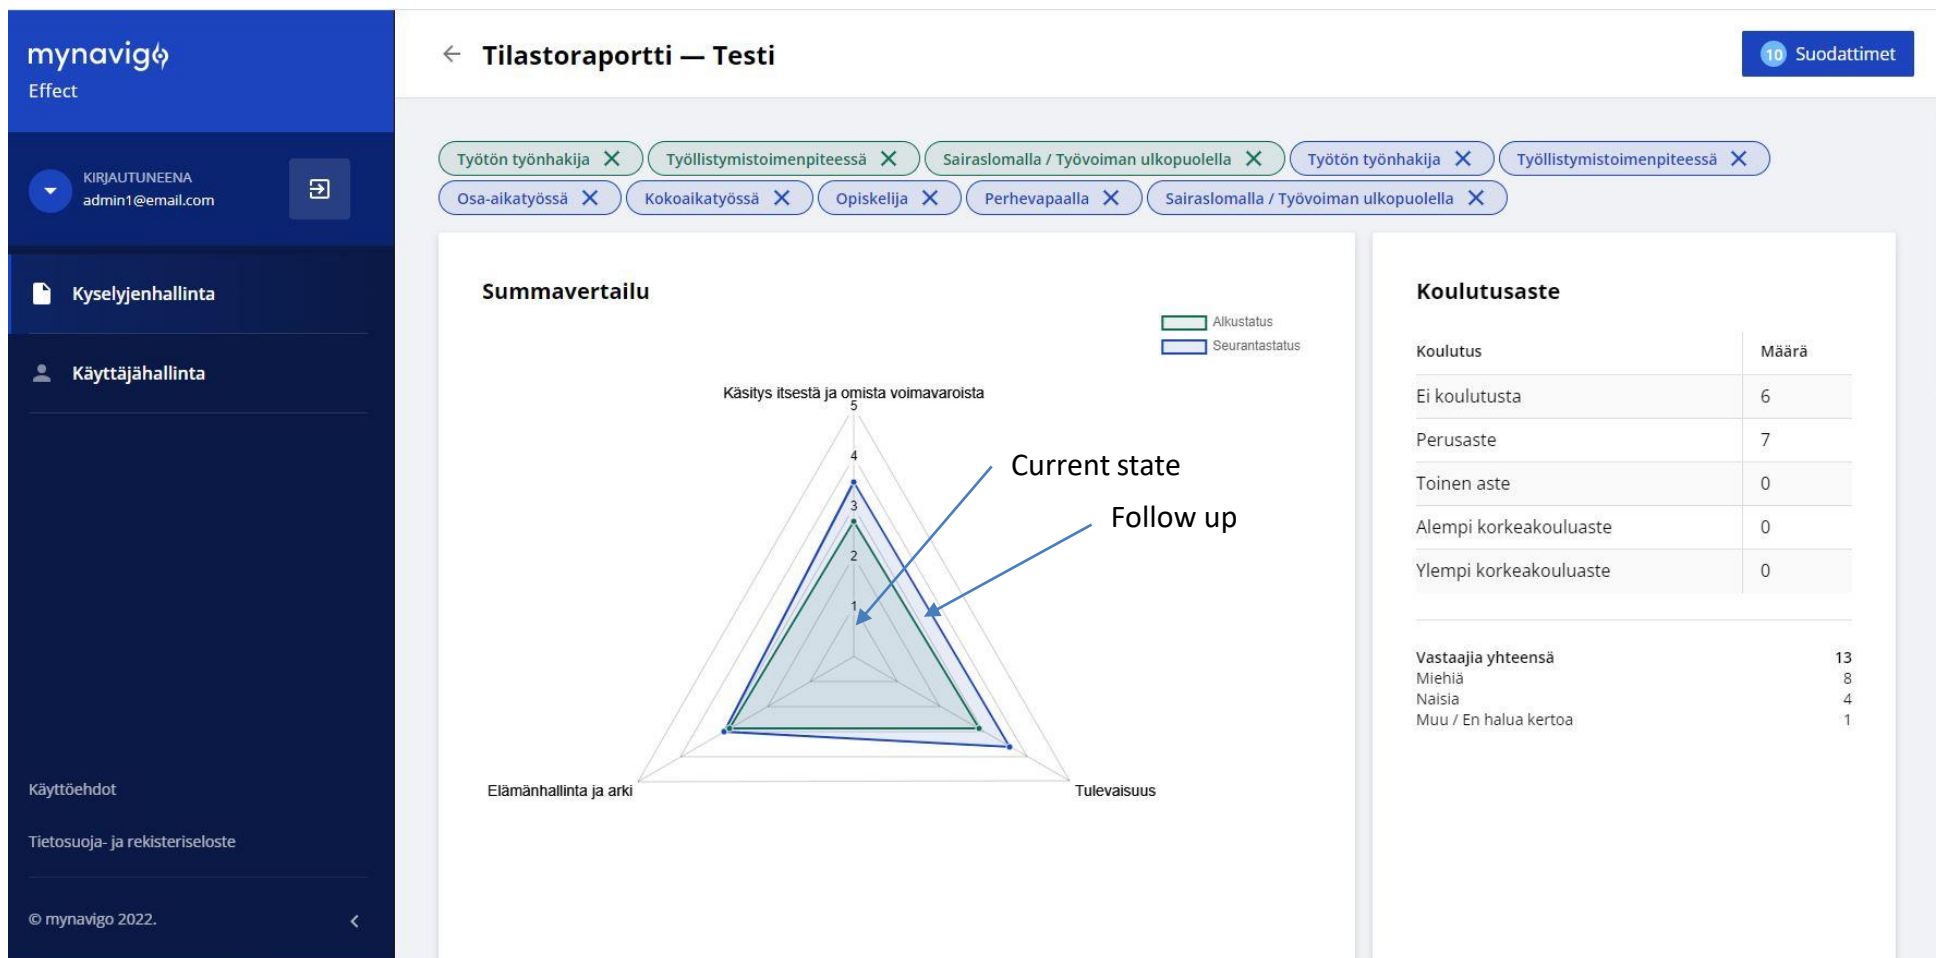 mynavigo
Effect
KIRJAUTUNEENA
admin1@email.com
Kyselyjenhallinta
Käyttäjähallinta
Käyttöehdot
Tietosuoja- ja rekisteriseloste
© mynavigo 2022.
Tilastoraportti — Testi
10 Suodattimet
Työtön työnhakija Työllistymistoimenpiteessä Sairaslomalla / Työvoiman ulkopuolella Työtön työnhakija Työllistymistoimenpiteessä
Osa-aikatyössä Kokoaikatyössä Opiskelija Perhevapaalla Sairaslomalla / Työvoiman ulkopuolella
Summavertailu
Alkustatus
Seurantastatus
Käsitys itsestä ja omista voimavaroista
5
4
3
2
1
Current state
Follow up
Elämänhallinta ja arki
Tulevaisuus
Koulutusaste
Koulutus Määrä
Ei koulutusta 6
Perusaste 7
Toinen aste 0
Alempi korkeakouluaste 0
Ylempi korkeakouluaste 0
Vastaajia yhteensä 13
Miehiä 8
Naisia 4
Muu / En halua kertoa 1